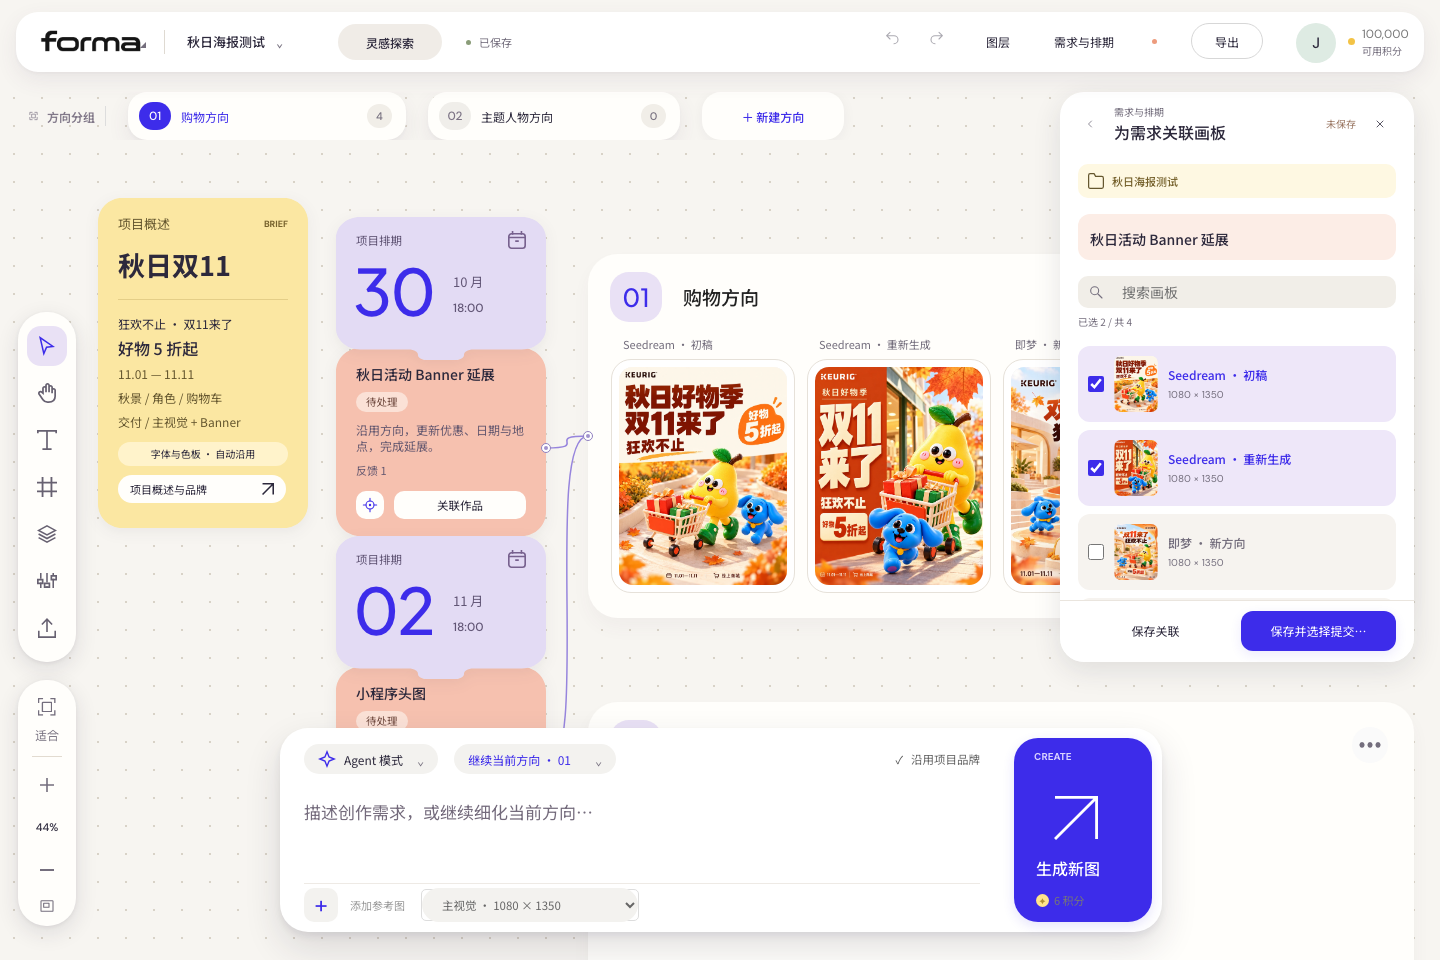 forma
秋日海报测试
灵感探索
已保存
图层
需求与排期
导出
J
100,000
可用积分
方向分组
01 购物方向 4
02 主题人物方向 0
+ 新建方向
项目概述 BRIEF
秋日双11
狂欢不止 · 双11来了
好物 5 折起
11.01 — 11.11
秋景 / 角色 / 购物车
交付 / 主视觉 + Banner
字体与色板 · 自动沿用
项目概述与品牌
项目排期
30
10 月
18:00
秋日活动 Banner 延展
待处理
沿用方向，更新优惠、日期与地
点，完成延展。
反馈 1
关联作品
项目排期
02
11 月
18:00
小程序头图
待处理
01 购物方向
Seedream · 初稿
KEURIG
秋日好物季
双11来了
狂欢不止
好物
5折起
11.01—11.11
线上商城
Seedream · 重新生成
KEURIG
秋日好物季
双11
来了
狂欢不止
好物5折起
即梦 · 新
KEURIG
11.01—11.11
需求与排期
为需求关联画板
未保存
秋日海报测试
秋日活动 Banner 延展
搜索画板
已选 2 / 共 4
Seedream · 初稿
1080 × 1350
Seedream · 重新生成
1080 × 1350
即梦 · 新方向
1080 × 1350
保存关联
保存并选择提交…
适合
44%
Agent 模式
继续当前方向 · 01
沿用项目品牌
描述创作需求，或继续细化当前方向…
添加参考图
主视觉 · 1080 × 1350
CREATE
生成新图
6 积分